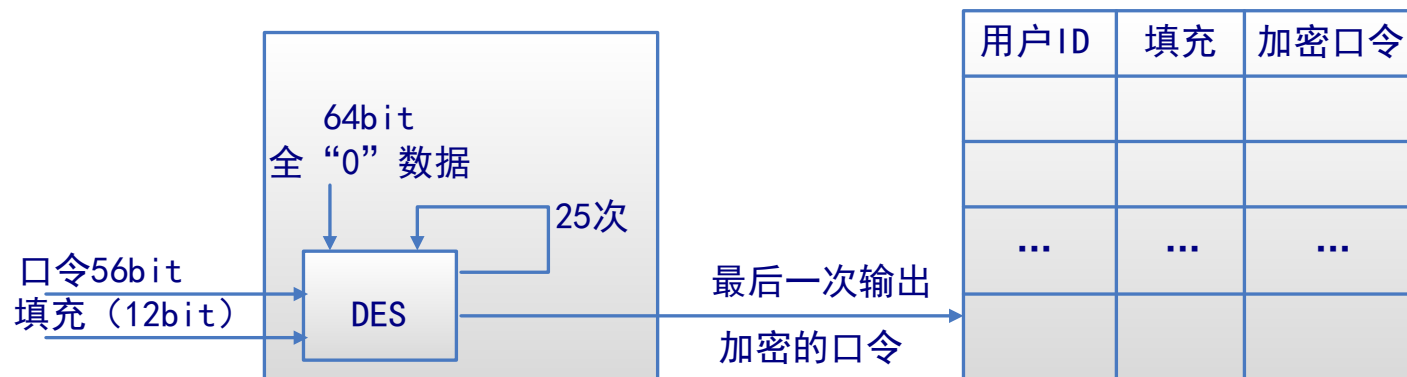 64bit
全“0”数据
25次
口令56bit
填充（12bit）
DES
最后一次输出
加密的口令
用户ID 填充 加密口令
… … …